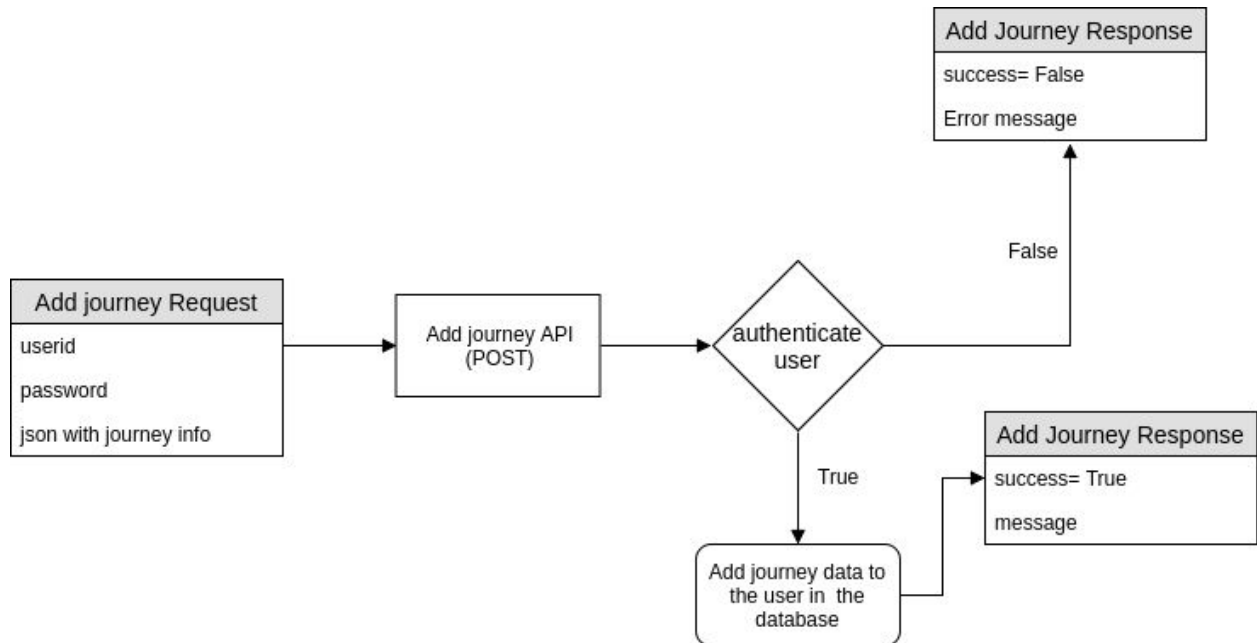 Add Journey Response
success= False
Error message
False
Add journey Request
userid
password
json with journey info
Add journey API
(POST)
authenticate
user
True
Add Journey Response
success= True
message
Add journey data to
the user in the
database